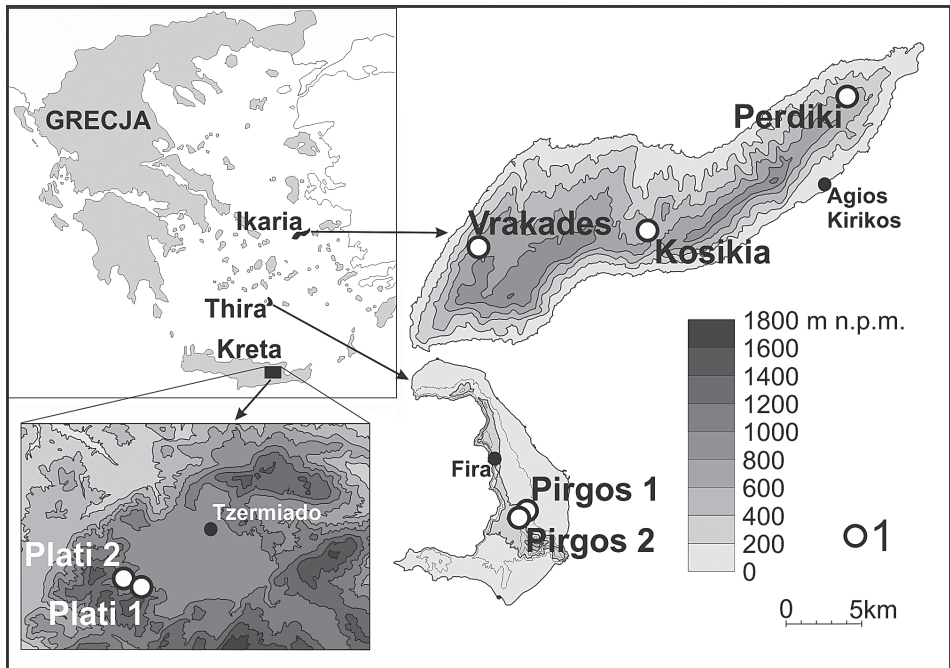 GRECJA
Ikaria
Thira
Kreta
Perdiki
Agios
Kirikos
Vrakades
Kosikia
1800 m n.p.m.
1600
1400
1200
1000
800
600
400
200
0
Fira
Pirgos 1
Pirgos 2
Tzermiado
Plati 2
Plati 1
1
0 5km